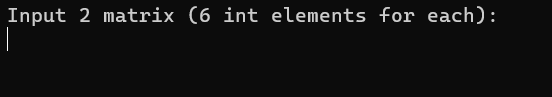 Input 2 matrix (6 int elements for each):